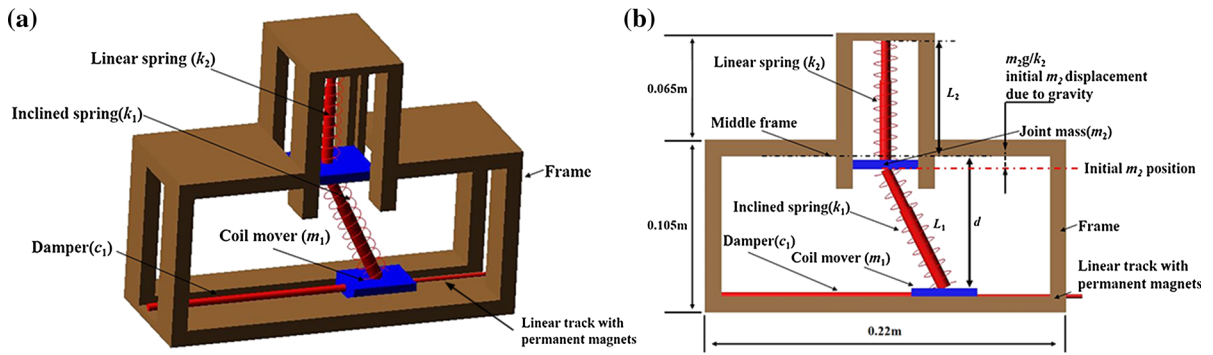 (a)
Linear spring (k2)
Inclined spring(k1)
Frame
Damper(c1)
Coil mover (m1)
Linear track with
permanent magnets
(b)
Linear spring (k2)
m2g/k2
initial m2 displacement
due to gravity
0.065m
L2
Middle frame
Joint mass(m2)
Initial m2 position
Inclined spring(k1)
L1
d
0.105m
Frame
Damper(c1)
Coil mover (m1)
Linear track with
permanent magnets
0.22m